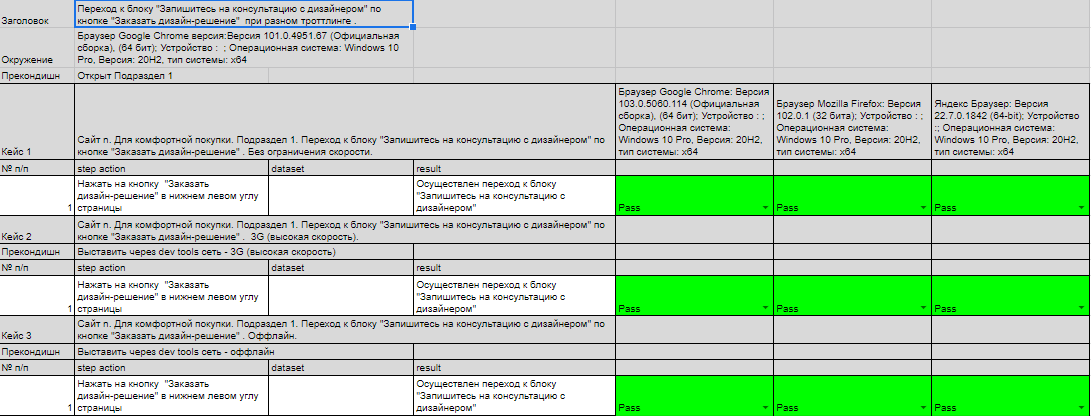 Заголовок
Переход к блоку "Запишитесь на консультацию с дизайнером" по
кнопке "Заказать дизайн-решение"  при разном троттлинге .
Окружение
Браузер Google Chrome версия:Версия 101.0.4951.67 (Официальная
сборка), (64 бит); Устройство :  ; Операционная система: Windows 10
Pro, Версия: 20H2, тип системы: x64
Прекондишн
Открыт Подраздел 1
Кейс 1
Сайт n. Для комфортной покупки. Подраздел 1. Переход к блоку "Запишитесь на консультацию с дизайнером" по
кнопке "Заказать дизайн-решение" . Без ограничения скорости.
Браузер Google Chrome: Версия
103.0.5060.114 (Официальная
сборка), (64 бит); Устройство : ;
Операционная система:
Windows 10 Pro, Версия: 20H2,
тип системы: x64
Браузер Mozilla Firefox: Версия
102.0.1 (32 бита); Устройство : ;
Операционная система:
Windows 10 Pro, Версия: 20H2,
тип системы: x64
Яндекс Браузер: Версия
22.7.0.1842 (64-bit); Устройство
:; Операционная система:
Windows 10 Pro, Версия: 20H2,
тип системы: x64
№ п/п
step action
dataset
result
1
Нажать на кнопку  "Заказать
дизайн-решение" в нижнем левом углу
страницы
Осуществлен переход к блоку
"Запишитесь на консультацию с
дизайнером"
Pass
Pass
Pass
Кейс 2
Сайт n. Для комфортной покупки. Подраздел 1. Переход к блоку "Запишитесь на консультацию с дизайнером" по
кнопке "Заказать дизайн-решение" .  3G (высокая скорость).
Прекондишн
Выставить через dev tools сеть - 3G (высокая скорость)
№ п/п
step action
dataset
result
1
Нажать на кнопку  "Заказать
дизайн-решение" в нижнем левом углу
страницы
Осуществлен переход к блоку
"Запишитесь на консультацию с
дизайнером"
Pass
Pass
Pass
Кейс 3
Сайт n. Для комфортной покупки. Подраздел 1. Переход к блоку "Запишитесь на консультацию с дизайнером" по
кнопке "Заказать дизайн-решение" . Оффлайн.
Прекондишн
Выставить через dev tools сеть - оффлайн
№ п/п
step action
dataset
result
1
Нажать на кнопку  "Заказать
дизайн-решение" в нижнем левом углу
страницы
Осуществлен переход к блоку
"Запишитесь на консультацию с
дизайнером"
Pass
Pass
Pass